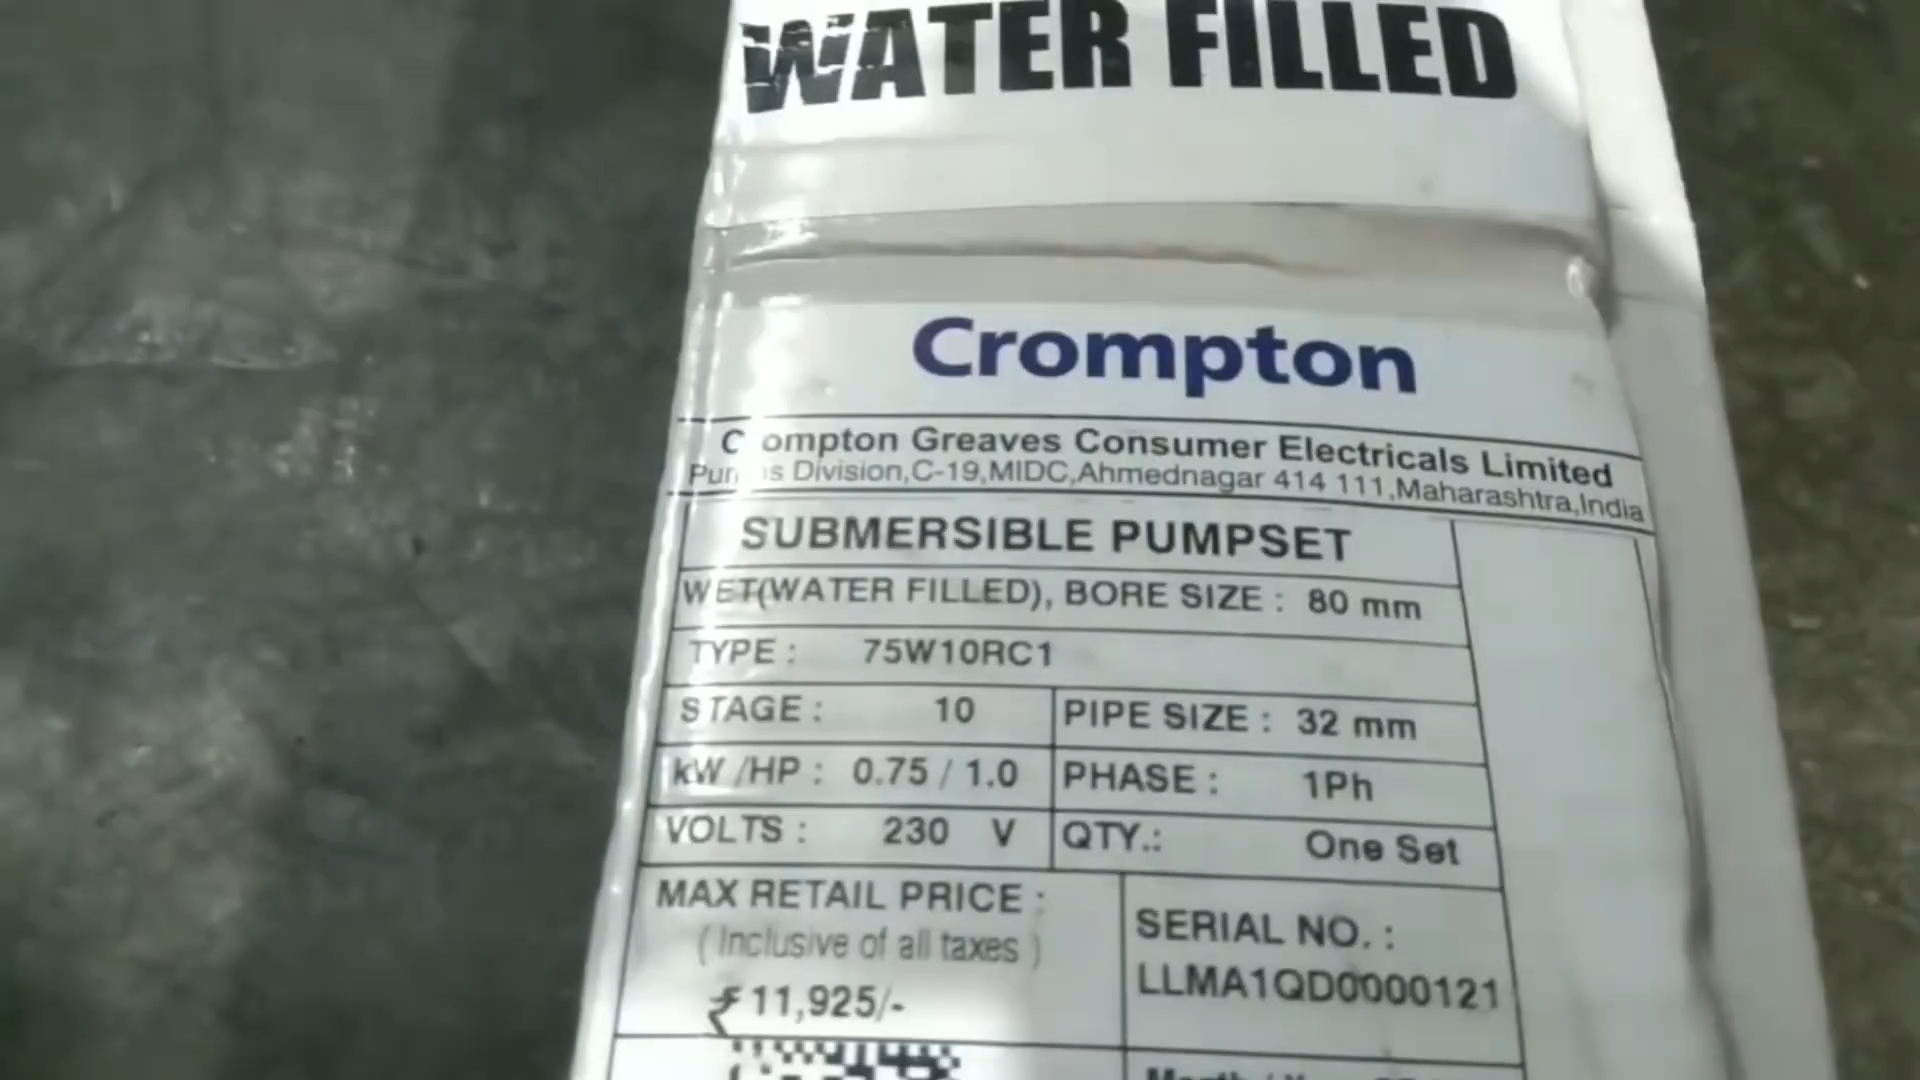 WATER FILLED
Crompton
Crompton Greaves Consumer Electricals Limited
Division,C-19,MIDC,Ahmednagar 414 111,Maharashtra,India
SUBMERSIBLE PUMPSET
WET(WATER FILLED), BORE SIZE : 80 mm
TYPE : 75W10RC1
STAGE : 10 PIPE SIZE : 32 mm
kW /HP : 0.75 / 1.0 PHASE : 1Ph
VOLTS : 230 V QTY.: One Set
MAX RETAIL PRICE :
(Inclusive of all taxes)
₹11,925/-
SERIAL NO. :
LLMA1QD0000121